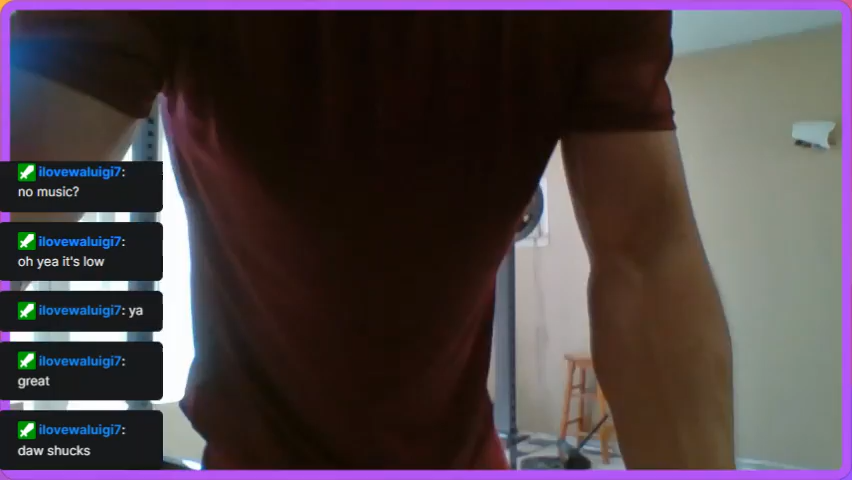 ilovewaluigi7:
no music?
ilovewaluigi7:
oh yea it's low
ilovewaluigi7: ya
ilovewaluigi7:
great
ilovewaluigi7:
daw shucks